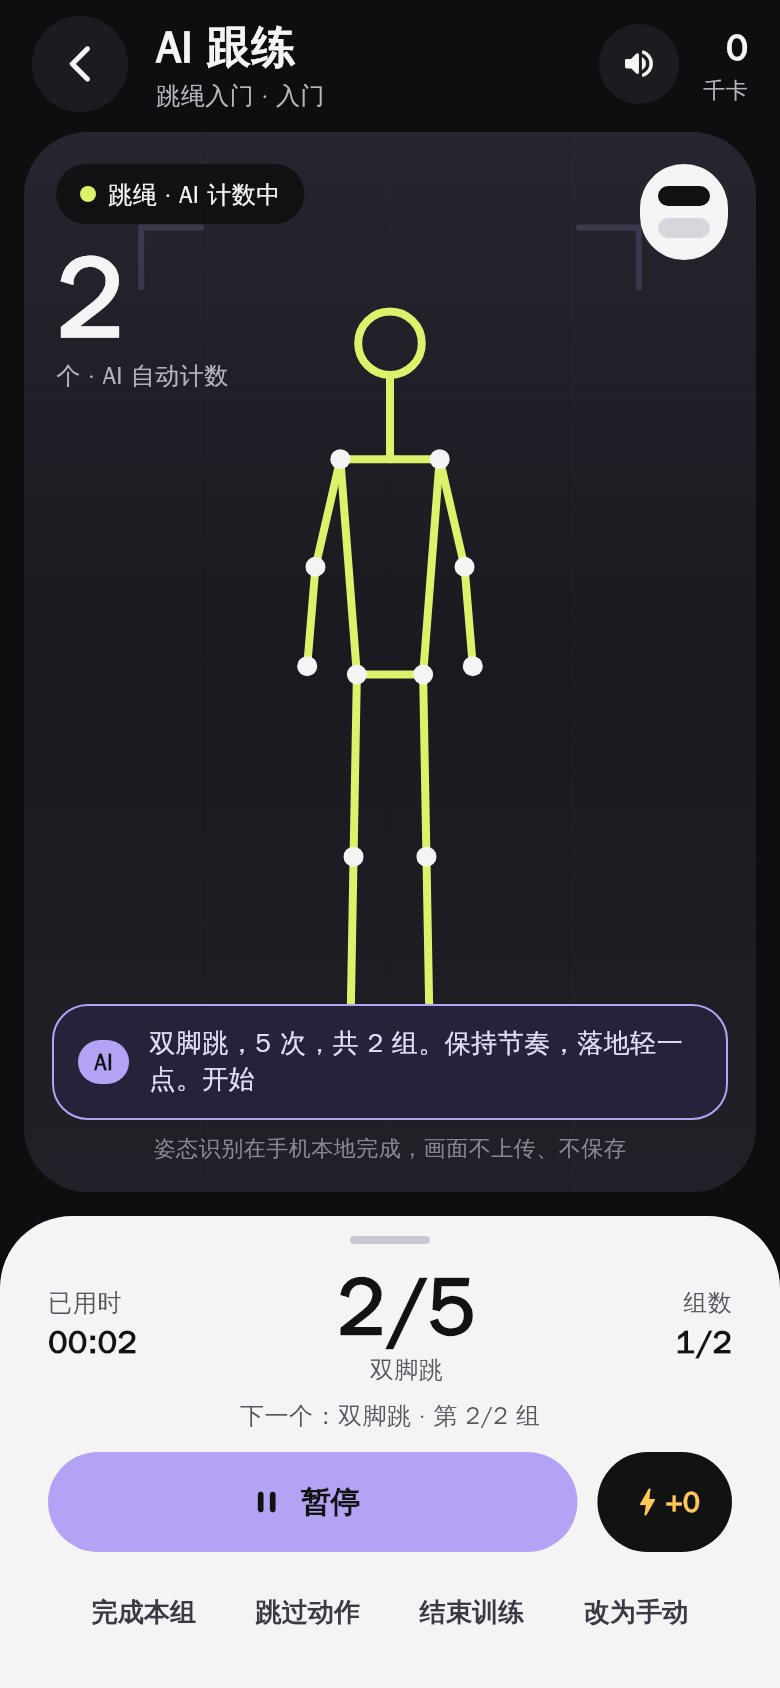 AI 跟练
跳绳入门 · 入门
0
千卡
跳绳 · AI 计数中
2
个 · AI 自动计数
AI
双脚跳，5 次，共 2 组。保持节奏，落地轻一
点。开始
姿态识别在手机本地完成，画面不上传、不保存
已用时
00:02
2/5
双脚跳
组数
1/2
下一个：双脚跳 · 第 2/2 组
暂停
+0
完成本组
跳过动作
结束训练
改为手动